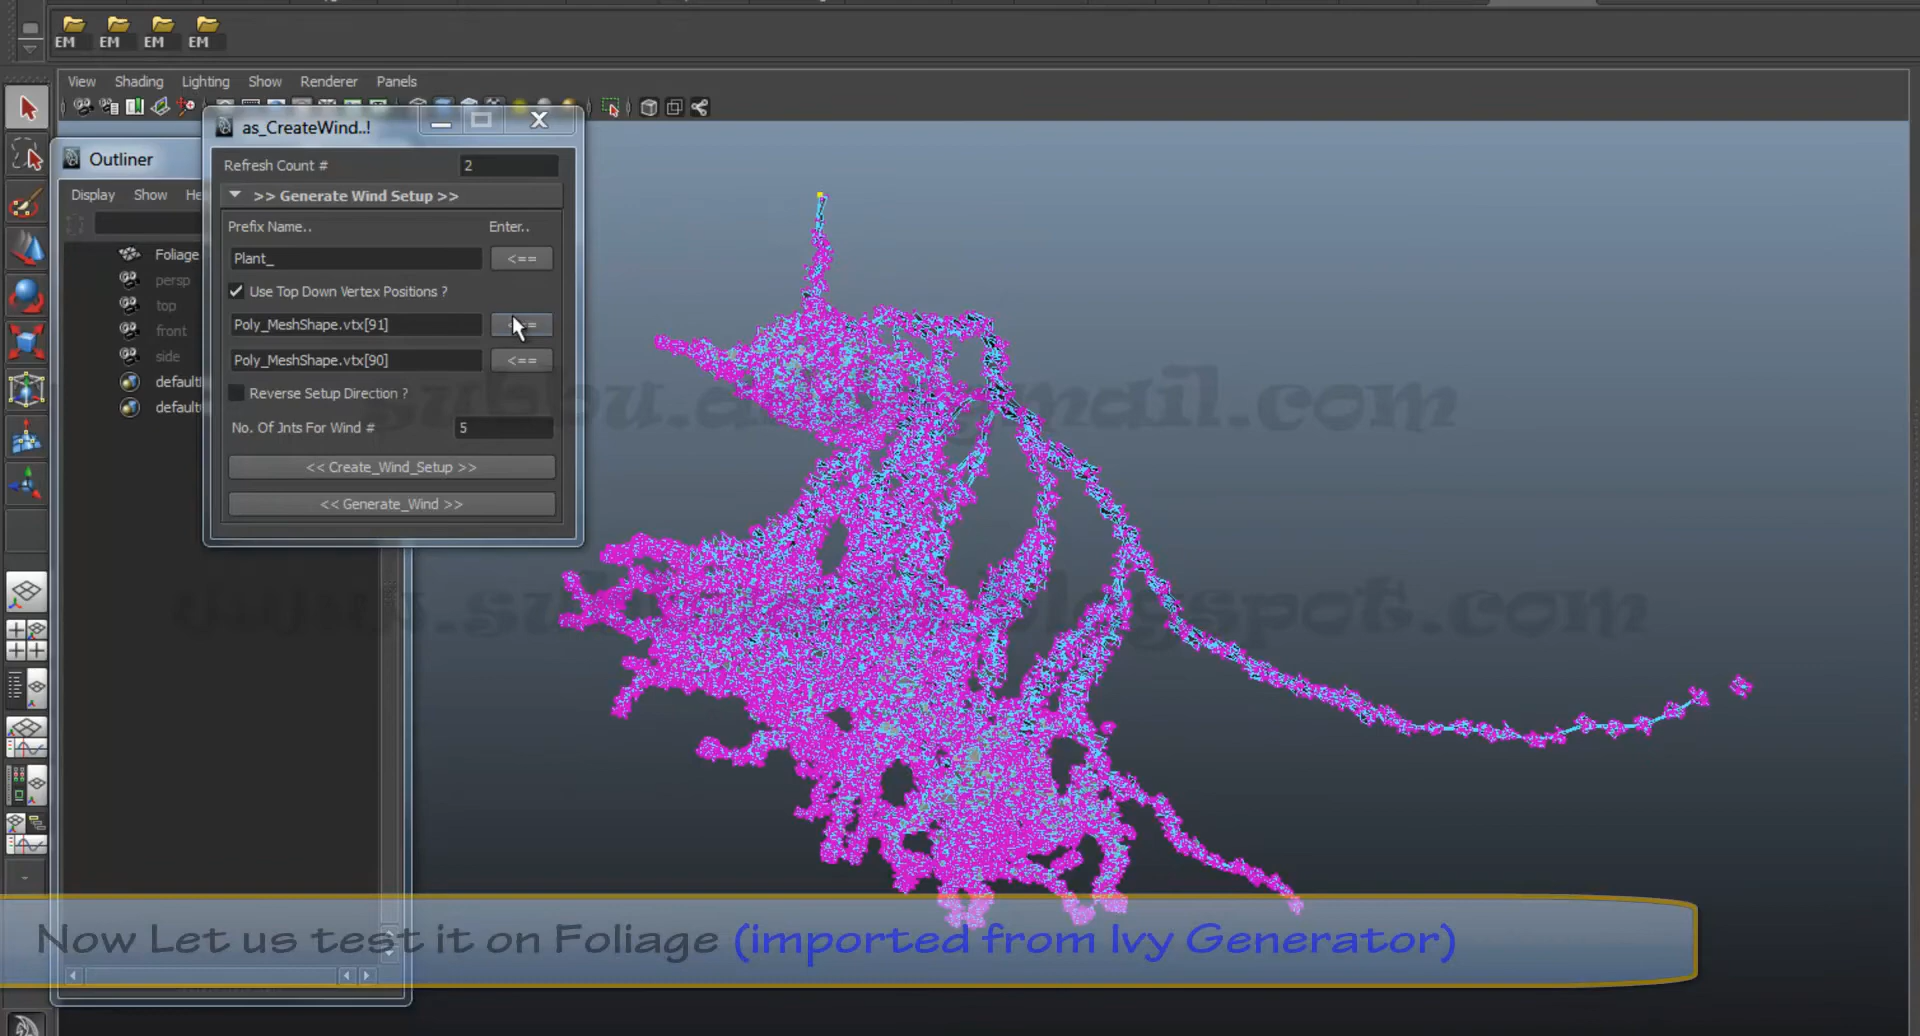 EM EM EM EM
View Shading Lighting Show Renderer Panels
as_CreateWind..!
Outliner
Display Show He
Foliage
persp
top
front
side
default
default
Refresh Count # 2
>> Generate Wind Setup >>
Prefix Name.. Enter..
Plant_ <==
Use Top Down Vertex Positions ?
Poly_MeshShape.vtx[91]
Poly_MeshShape.vtx[90] <==
Reverse Setup Direction ?
No. Of Jnts For Wind # 5
<< Create_Wind_Setup >>
<< Generate_Wind >>
Now Let us test it on Foliage (imported from Ivy Generator)